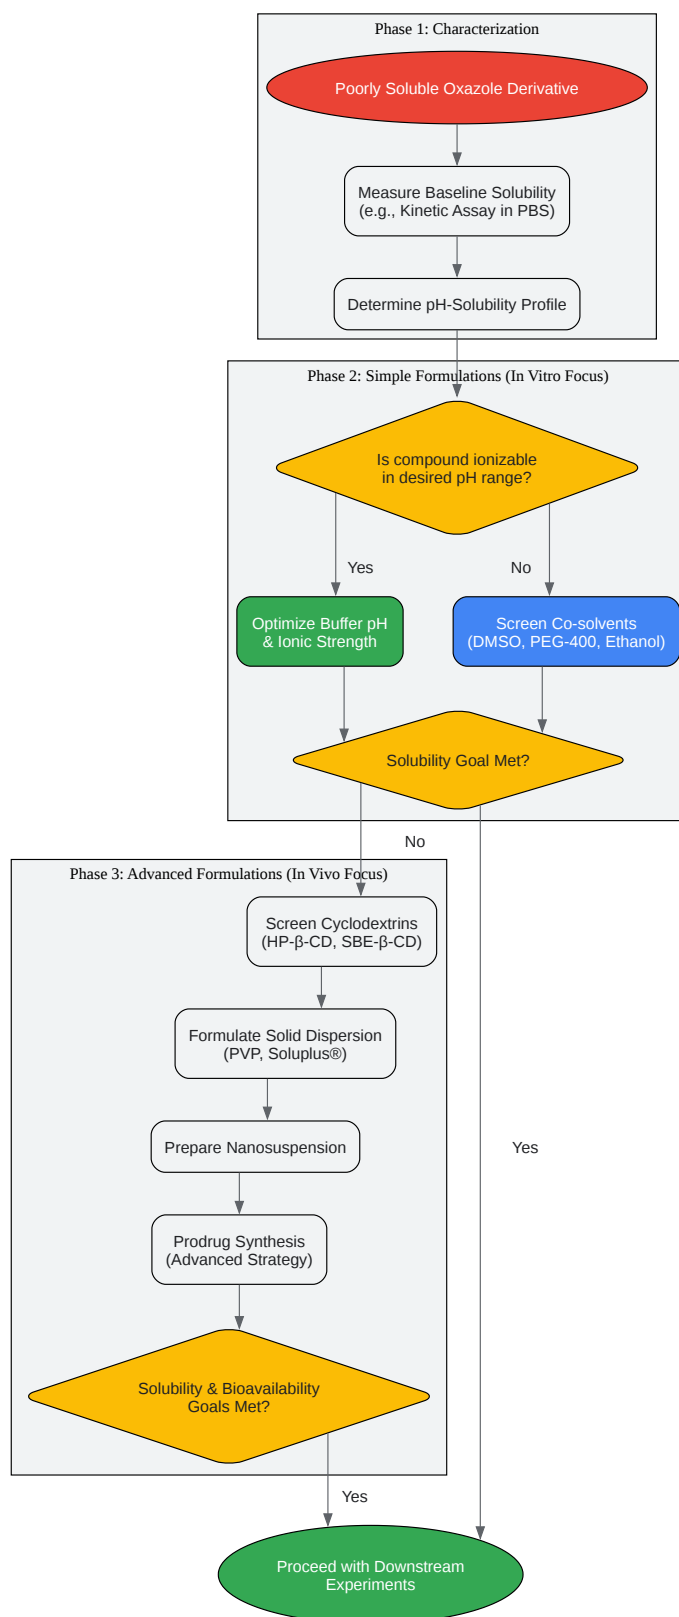 Phase 1: Characterization
Poorly Soluble Oxazole Derivative
Measure Baseline Solubility
(e.g., Kinetic Assay in PBS)
Determine pH-Solubility Profile
Phase 2: Simple Formulations (In Vitro Focus)
Is compound ionizable
in desired pH range?
Yes
No
Optimize Buffer pH
& Ionic Strength
Screen Co-solvents
(DMSO, PEG-400, Ethanol)
Solubility Goal Met?
No
Phase 3: Advanced Formulations (In Vivo Focus)
Screen Cyclodextrins
(HP-β-CD, SBE-β-CD)
Formulate Solid Dispersion
(PVP, Soluplus®)
Prepare Nanosuspension
Yes
Prodrug Synthesis
(Advanced Strategy)
Solubility & Bioavailability
Goals Met?
Yes
Proceed with Downstream
Experiments